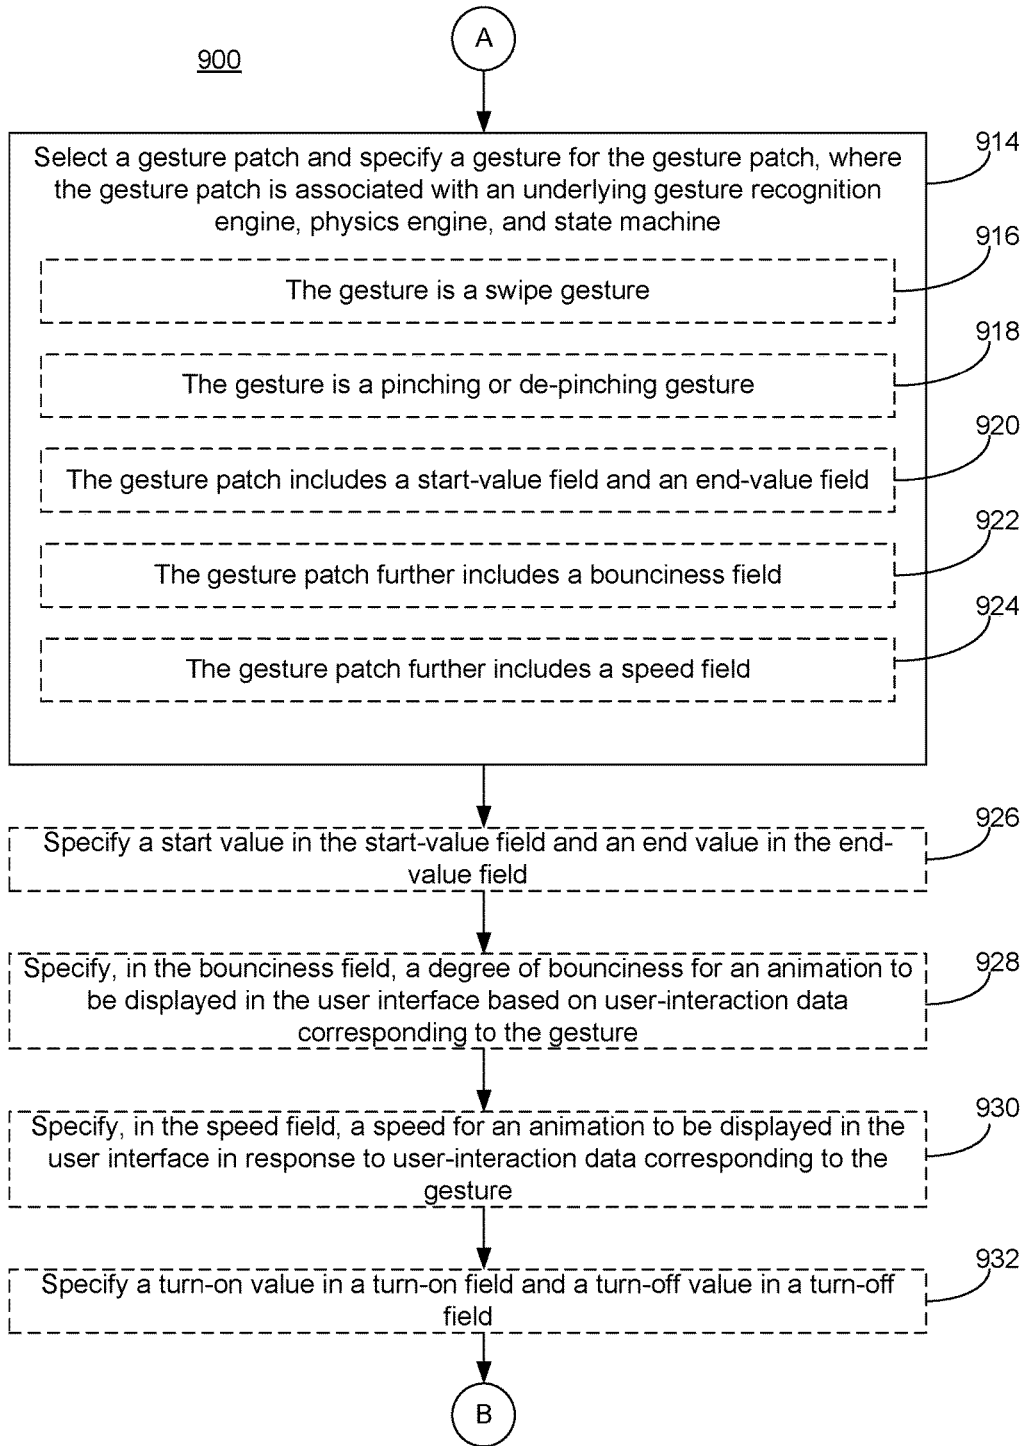 A
900
914
Select a gesture patch and specify a gesture for the gesture patch, where
the gesture patch is associated with an underlying gesture recognition
engine, physics engine, and state machine
916
The gesture is a swipe gesture
918
The gesture is a pinching or de-pinching gesture
920
The gesture patch includes a start-value field and an end-value field
922
The gesture patch further includes a bounciness field
924
The gesture patch further includes a speed field
926
Specify a start value in the start-value field and an end value in the end-
value field
928
Specify, in the bounciness field, a degree of bounciness for an animation to
be displayed in the user interface based on user-interaction data
corresponding to the gesture
930
Specify, in the speed field, a speed for an animation to be displayed in the
user interface in response to user-interaction data corresponding to the
gesture
932
Specify a turn-on value in a turn-on field and a turn-off value in a turn-off
field
B